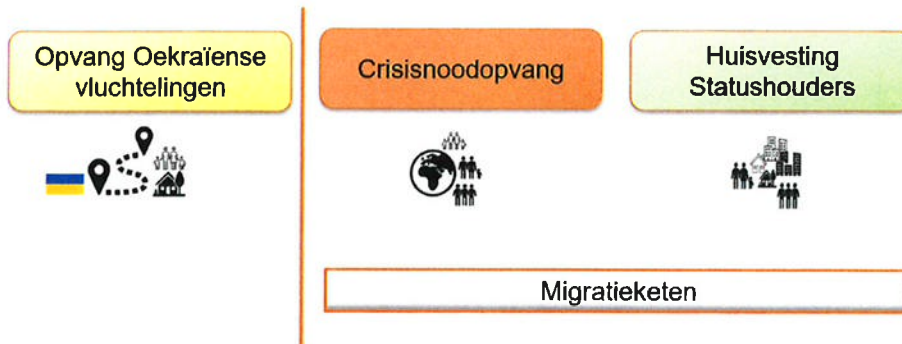 Opvang Oekraïense
vluchtelingen
Crisisnoodopvang
Huisvesting
Statushouders
Migratieketen